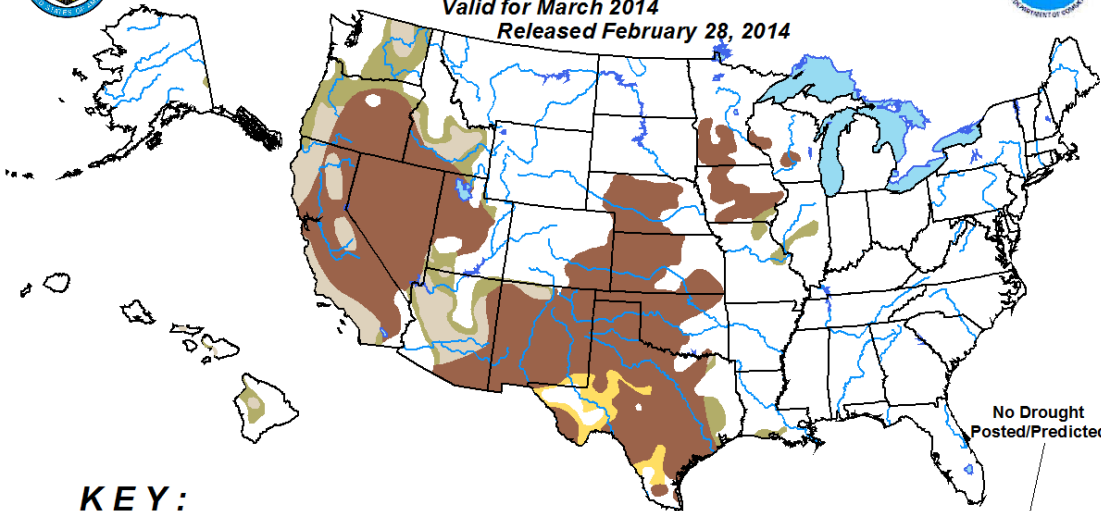 Valid for March 2014
Released February 28, 2014
No Drought
Posted/Predicted
KEY: